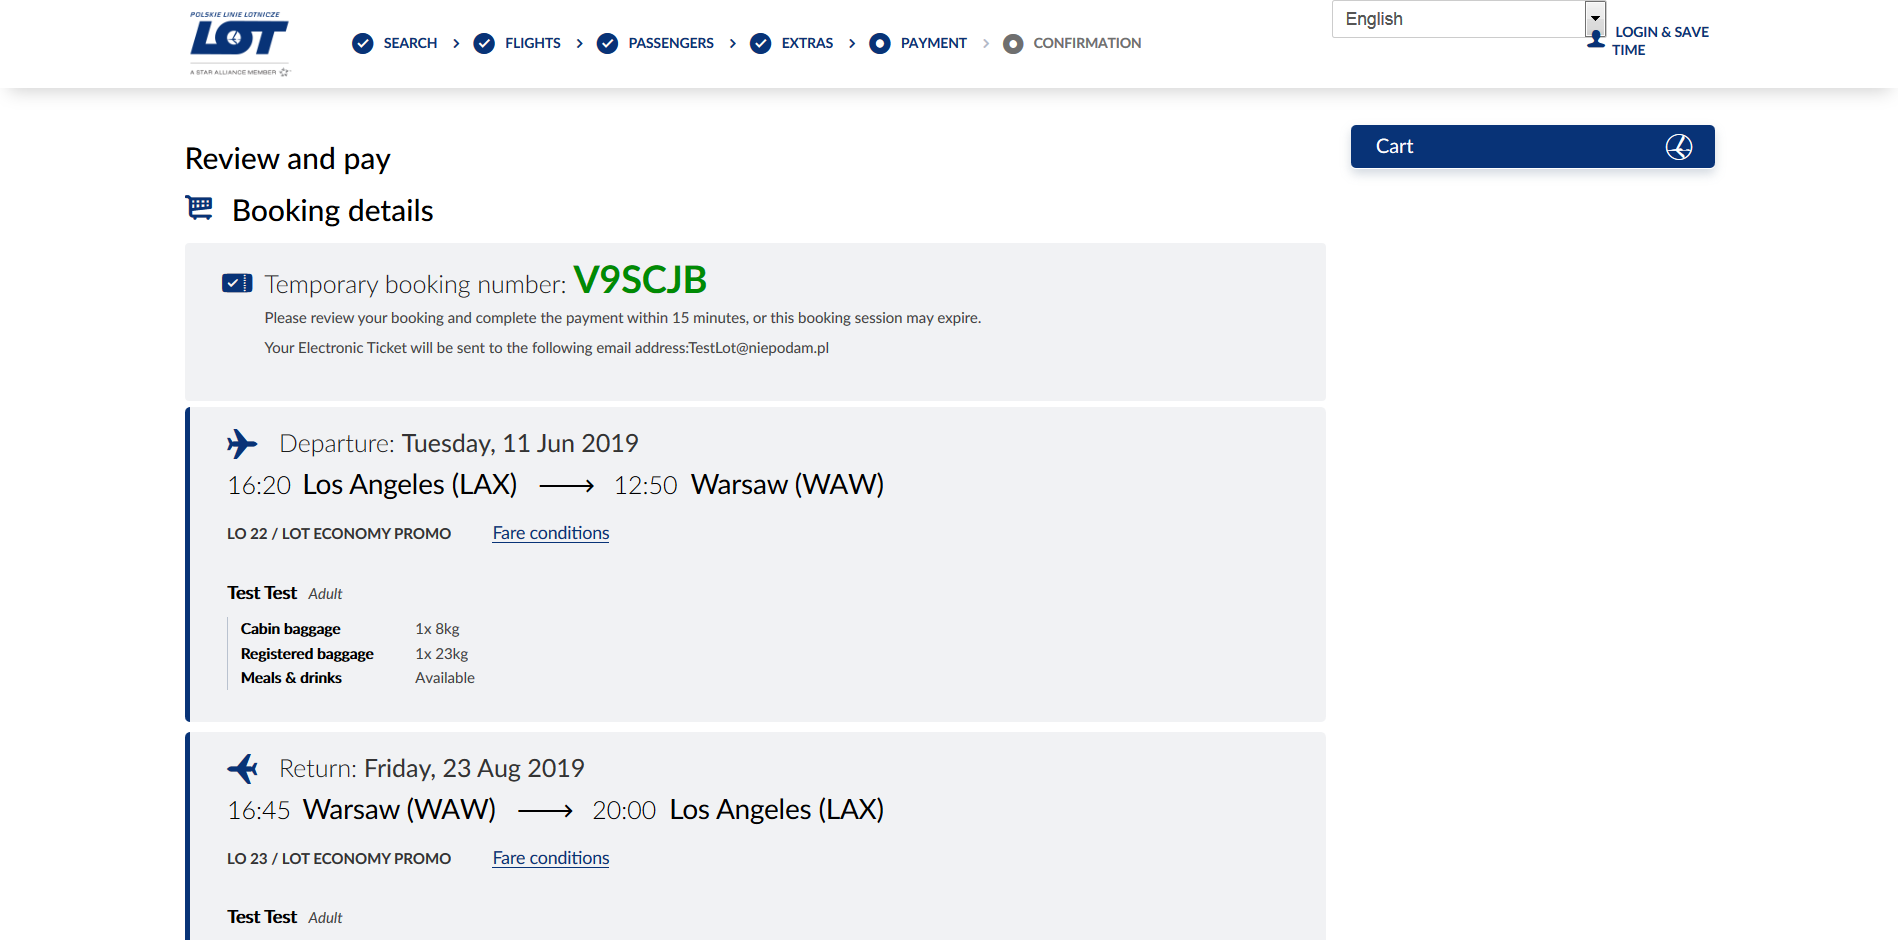 POLSKIE LINIE LOTNICZE
LOT
A STAR ALLIANCE MEMBER
SEARCH > FLIGHTS > PASSENGERS > EXTRAS > PAYMENT > CONFIRMATION
English
LOGIN & SAVE
TIME
Cart
Review and pay
Booking details
Temporary booking number: V9SCJB
Please review your booking and complete the payment within 15 minutes, or this booking session may expire.
Your Electronic Ticket will be sent to the following email address:TestLot@niepodam.pl
Departure: Tuesday, 11 Jun 2019
16:20 Los Angeles (LAX) ⟶ 12:50 Warsaw (WAW)
LO 22 / LOT ECONOMY PROMO Fare conditions
Test Test Adult
Cabin baggage 1x 8kg
Registered baggage 1x 23kg
Meals & drinks Available
Return: Friday, 23 Aug 2019
16:45 Warsaw (WAW) ⟶ 20:00 Los Angeles (LAX)
LO 23 / LOT ECONOMY PROMO Fare conditions
Test Test Adult